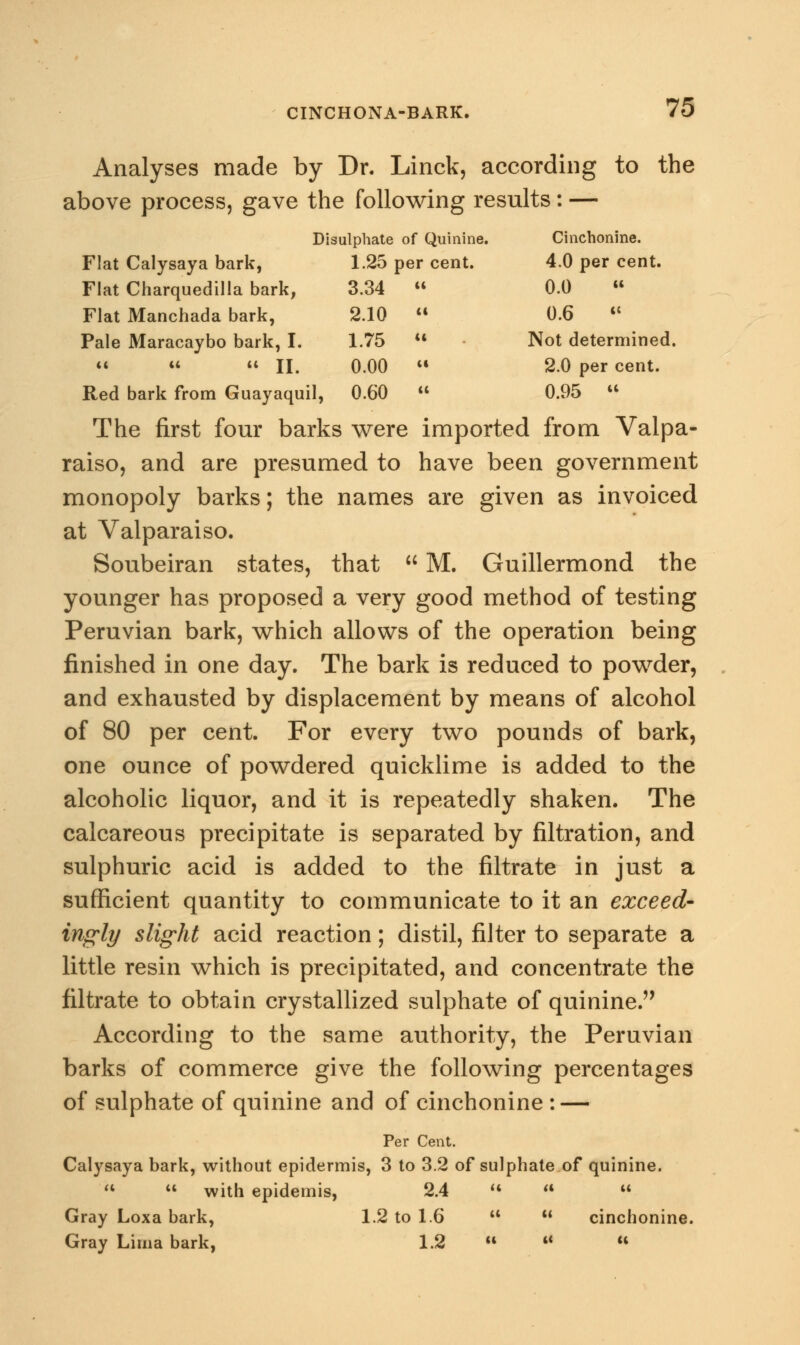 CINCHONA-BARK. 75
Analyses made by Dr. Linck, according to the
above process, gave the following results: —
Disulphate of Quinine. Cinchonine.
Flat Calysaya bark, 1.25 per cent. 4.0 per cent.
Flat Charquedilla bark, 3.34 “ 0.0 “
Flat Manchada bark, 2.10 “ 0.6 “
Pale Maracaybo bark, I. 1.75 “ Not determined.
“ “ “ II. 0.00 “ 2.0 per cent.
Red bark from Guayaquil, 0.60 “ 0.95 “
The first four barks were imported from Valpa-
raiso, and are presumed to have been government
monopoly barks; the names are given as invoiced
at Valparaiso.
Soubeiran states, that “ M. Guillermond the
younger has proposed a very good method of testing
Peruvian bark, which allows of the operation being
finished in one day. The bark is reduced to powder,
and exhausted by displacement by means of alcohol
of 80 per cent. For every two pounds of bark,
one ounce of powdered quicklime is added to the
alcoholic liquor, and it is repeatedly shaken. The
calcareous precipitate is separated by filtration, and
sulphuric acid is added to the filtrate in just a
sufficient quantity to communicate to it an exceed-
ingly slight acid reaction; distil, filter to separate a
little resin which is precipitated, and concentrate the
filtrate to obtain crystallized sulphate of quinine.”
According to the same authority, the Peruvian
barks of commerce give the following percentages
of sulphate of quinine and of cinchonine: —
Per Cent.
Calysaya bark, without epidermis, 3 to 3.2 of sulphate of quinine.
“ “ with epidemis, 2.4 “ “ “
Gray Loxa bark, 1.2 to 1.6 “ “ cinchonine.
Gray Lima bark, 1.2 “ “ “